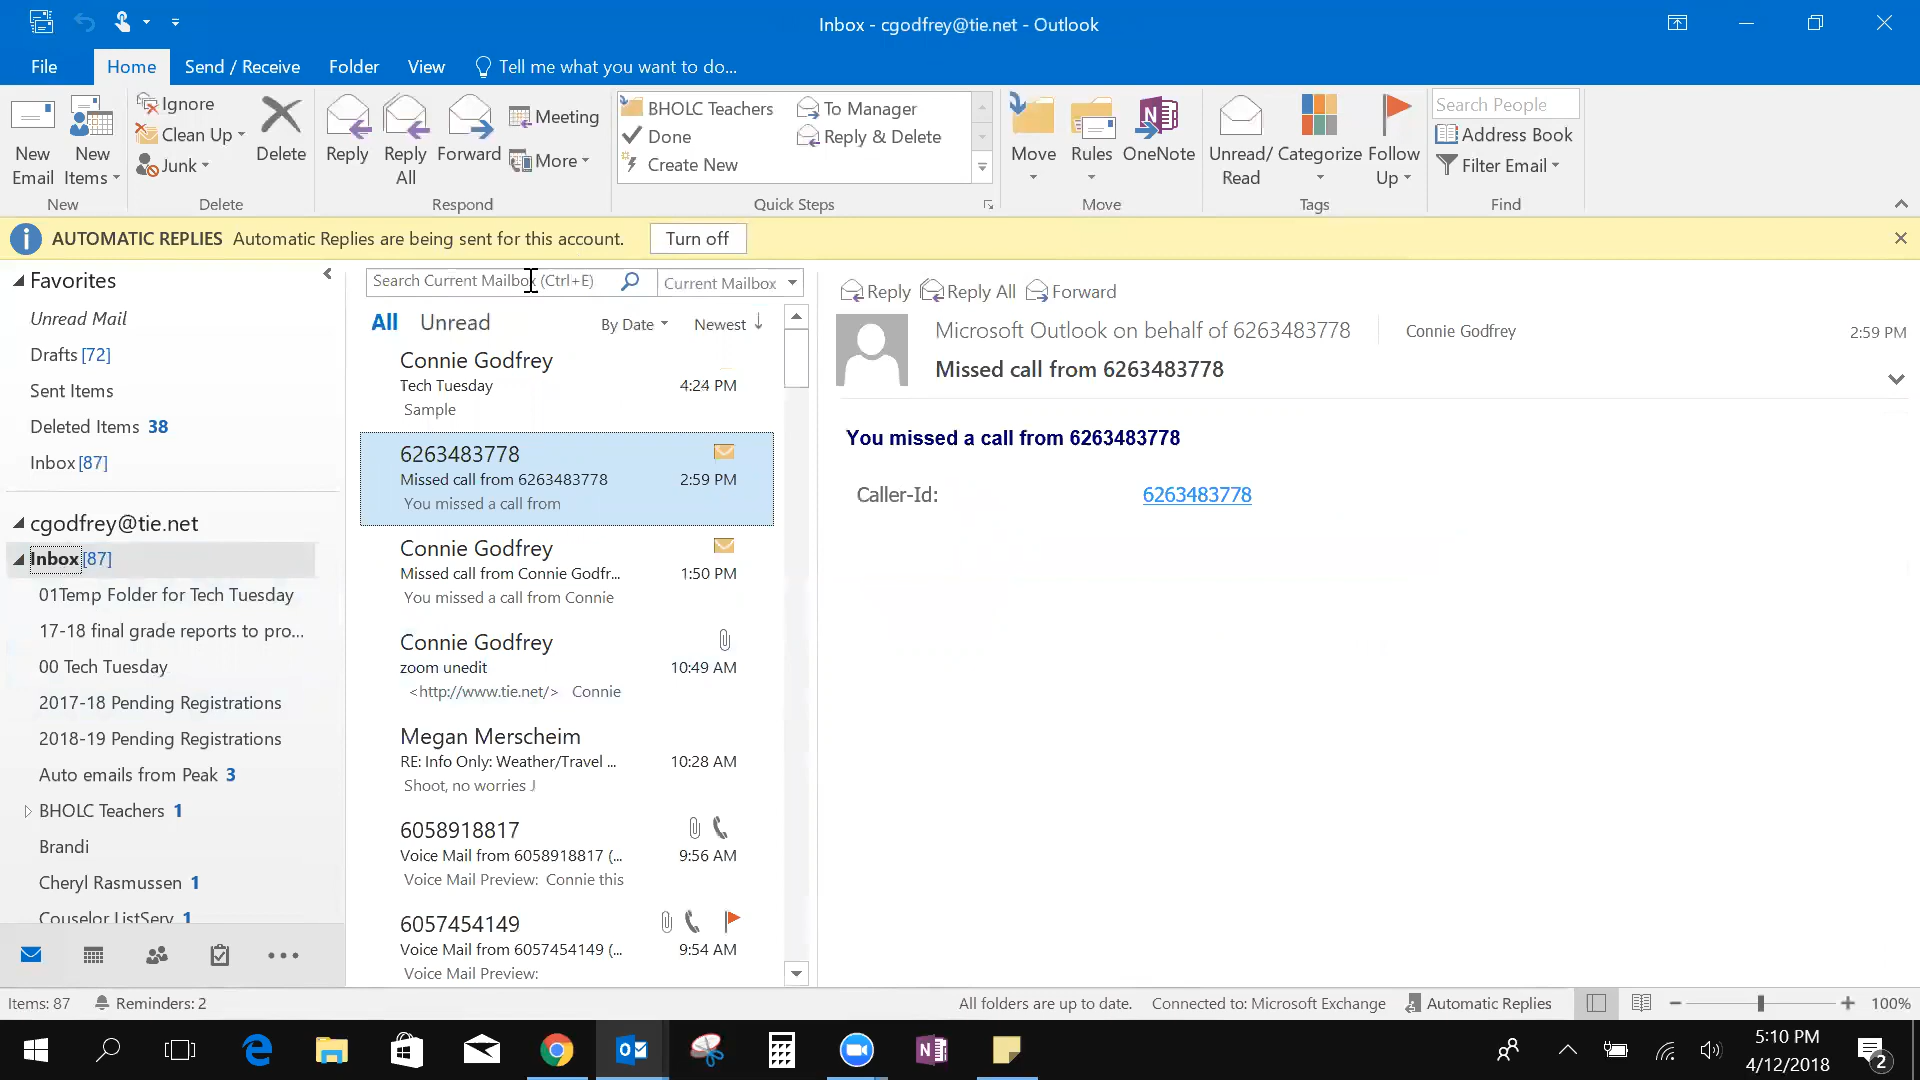 Inbox - cgodfrey@tie.net - Outlook
File Home Send / Receive Folder View Tell me what you want to do...
New Email
New Items
Ignore
Clean Up
Junk
Delete
Reply
Reply All
Forward
Meeting
More
BHOLC Teachers
Done
Create New
To Manager
Reply & Delete
Move
Rules
OneNote
Unread/ Read
Categorize
Follow Up
Search People
Address Book
Filter Email
New Delete Respond Quick Steps Move Tags Find
AUTOMATIC REPLIES Automatic Replies are being sent for this account. Turn off
Favorites
Unread Mail
Drafts [72]
Sent Items
Deleted Items 38
Inbox [87]
cgodfrey@tie.net
Inbox [87]
01Temp Folder for Tech Tuesday
17-18 final grade reports to pro...
00 Tech Tuesday
2017-18 Pending Registrations
2018-19 Pending Registrations
Auto emails from Peak 3
BHOLC Teachers 1
Brandi
Cheryl Rasmussen 1
Couselor ListServ 1
Search Current Mailbox (Ctrl+E) Current Mailbox
All Unread By Date Newest
Connie Godfrey
Tech Tuesday 4:24 PM
Sample
6263483778
Missed call from 6263483778 2:59 PM
You missed a call from
Connie Godfrey
Missed call from Connie Godfr... 1:50 PM
You missed a call from Connie
Connie Godfrey
zoom unedit 10:49 AM
<http://www.tie.net/> Connie
Megan Merscheim
RE: Info Only: Weather/Travel ... 10:28 AM
Shoot, no worries J
6058918817
Voice Mail from 6058918817 (... 9:56 AM
Voice Mail Preview: Connie this
6057454149
Voice Mail from 6057454149 (... 9:54 AM
Voice Mail Preview:
Reply Reply All Forward
Microsoft Outlook on behalf of 6263483778 Connie Godfrey 2:59 PM
Missed call from 6263483778
You missed a call from 6263483778
Caller-Id: 6263483778
Items: 87 Reminders: 2 All folders are up to date. Connected to: Microsoft Exchange Automatic Replies 100%
5:10 PM
4/12/2018
2